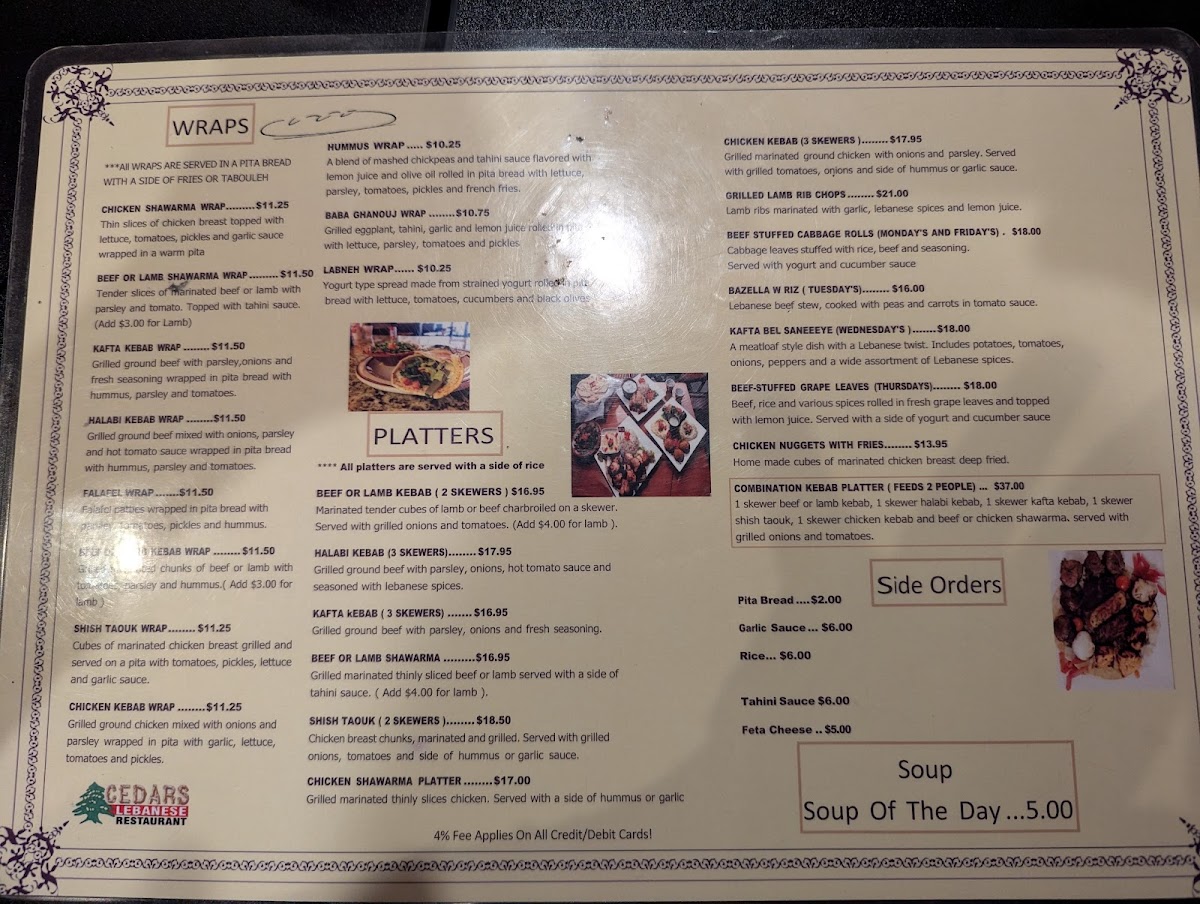 WRAPS
***All WRAPS ARE SERVED IN A PITA BREAD
WITH A SIDE OF FRIES OR TABOULEH
CHICKEN SHAWARMA WRAP.........$11.25
Thin slices of chicken breast topped with
lettuce, tomatoes, pickles and garlic sauce
wrapped in a warm pita
BEEF OR LAMB SHAWARMA WRAP.........$11.50
Tender slices of marinated beef or lamb with
parsley and tomato. Topped with tahini sauce.
(Add $3.00 for Lamb)
KAFTA KEBAB WRAP ........$11.50
Grilled ground beef with parsley,onions and
fresh seasoning wrapped in pita bread with
hummus, parsley and tomatoes.
HALABI KEBAB WRAP ........$11.50
Grilled ground beef mixed with onions, parsley
and hot tomato sauce wrapped in pita bread
with hummus, parsley and tomatoes.
FALAFEL WRAP.......$11.50
Falafel patties wrapped in pita bread with
parsley, tomatoes, pickles and hummus.
BEEF KEBAB WRAP ........$11.50
chunks of beef or lamb with
tomatoes, parsley and hummus.( Add $3.00 for
lamb )
SHISH TAOUK WRAP........ $11.25
Cubes of marinated chicken breast grilled and
served on a pita with tomatoes, pickles, lettuce
and garlic sauce.
CHICKEN KEBAB WRAP ........$11.25
Grilled ground chicken mixed with onions and
parsley wrapped in pita with garlic, lettuce,
tomatoes and pickles.
CEDARS
LEBANESE
RESTAURANT
HUMMUS WRAP ..... $10.25
A blend of mashed chickpeas and tahini sauce flavored with
lemon juice and olive oil rolled in pita bread with lettuce,
parsley, tomatoes, pickles and french fries.
BABA GHANOUJ WRAP ........$10.75
Grilled eggplant, tahini, garlic and lemon juice rolled in pita
with lettuce, parsley, tomatoes and pickles
LABNEH WRAP...... $10.25
Yogurt type spread made from strained yogurt rolled in pita
bread with lettuce, tomatoes, cucumbers and black olives
PLATTERS
**** All platters are served with a side of rice
BEEF OR LAMB KEBAB ( 2 SKEWERS ) $16.95
Marinated tender cubes of lamb or beef charbroiled on a skewer.
Served with grilled onions and tomatoes. (Add $4.00 for lamb ).
HALABI KEBAB (3 SKEWERS)........ $17.95
Grilled ground beef with parsley, onions, hot tomato sauce and
seasoned with lebanese spices.
KAFTA kEBAB ( 3 SKEWERS) ....... $16.95
Grilled ground beef with parsley, onions and fresh seasoning.
BEEF OR LAMB SHAWARMA .........$16.95
Grilled marinated thinly sliced beef or lamb served with a side of
tahini sauce. ( Add $4.00 for lamb ).
SHISH TAOUK ( 2 SKEWERS )........ $18.50
Chicken breast chunks, marinated and grilled. Served with grilled
onions, tomatoes and side of hummus or garlic sauce.
CHICKEN SHAWARMA PLATTER ........$17.00
Grilled marinated thinly slices chicken. Served with a side of hummus or garlic
4% Fee Applies On All Credit/Debit Cards!
CHICKEN KEBAB (3 SKEWERS )........ $17.95
Grilled marinated ground chicken with onions and parsley. Served
with grilled tomatoes, onions and side of hummus or garlic sauce.
GRILLED LAMB RIB CHOPS........ $21.00
Lamb ribs marinated with garlic, lebanese spices and lemon juice.
BEEF STUFFED CABBAGE ROLLS (MONDAY'S AND FRIDAY'S) . $18.00
Cabbage leaves stuffed with rice, beef and seasoning.
Served with yogurt and cucumber sauce
BAZELLA W RIZ ( TUESDAY'S)........ $16.00
Lebanese beef stew, cooked with peas and carrots in tomato sauce.
KAFTA BEL SANEEEYE (WEDNESDAY'S ).......$18.00
A meatloaf style dish with a Lebanese twist. Includes potatoes, tomatoes,
onions, peppers and a wide assortment of Lebanese spices.
BEEF-STUFFED GRAPE LEAVES (THURSDAYS)........ $18.00
Beef, rice and various spices rolled in fresh grape leaves and topped
with lemon juice. Served with a side of yogurt and cucumber sauce
CHICKEN NUGGETS WITH FRIES........ $13.95
Home made cubes of marinated chicken breast deep fried.
COMBINATION KEBAB PLATTER ( FEEDS 2 PEOPLE) ... $37.00
1 skewer beef or lamb kebab, 1 skewer halabi kebab, 1 skewer kafta kebab, 1 skewer
shish taouk, 1 skewer chicken kebab and beef or chicken shawarma. served with
grilled onions and tomatoes.
Side Orders
Pita Bread ....$2.00
Garlic Sauce ... $6.00
Rice... $6.00
Tahini Sauce $6.00
Feta Cheese .. $5.00
Soup
Soup Of The Day ...5.00